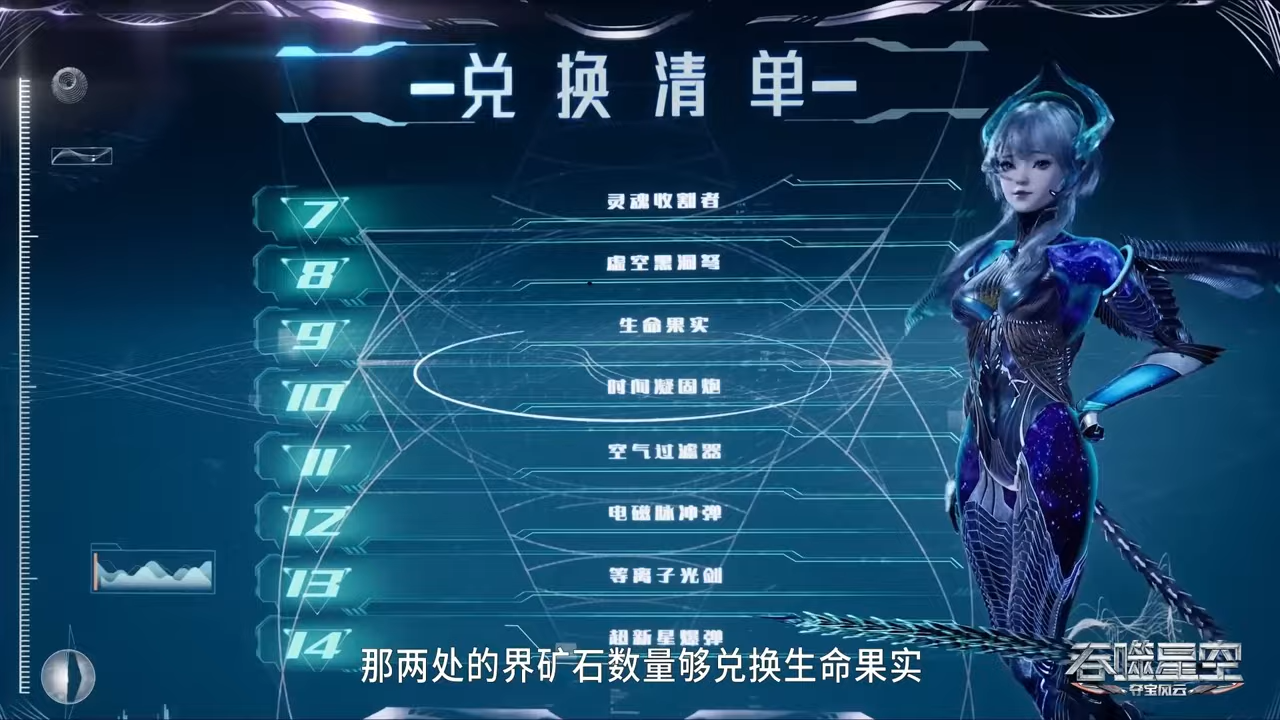 兑换清单
7 灵魂收割者
8 虚空黑洞弩
9 生命果实
10 时间凝固炮
11 空气过滤器
12 电磁脉冲弹
13 等离子光剑
14 超新星爆弹
那两处的界矿石数量够兑换生命果实
吞噬星空
夺宝风云